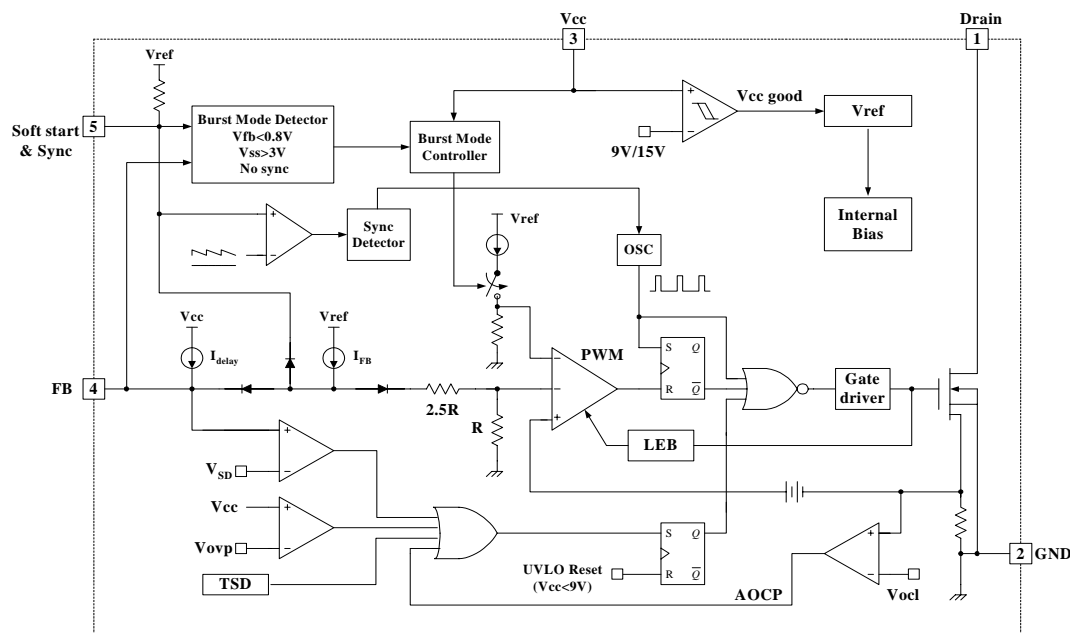 Vcc
3
Drain
1
Vref
5
Soft start
& Sync
Burst Mode Detector
Vfb<0.8V
Vss>3V
No sync
Burst Mode
Controller
+
−
9V/15V
Vcc good
Vref
Internal
Bias
+
−
Sync
Detector
Vref
OSC
Vcc
Idelay
Vref
IFB
FB
4
2.5R
R
−
−
+
PWM
S
Q
R
Q
Gate
driver
LEB
VSD
+
−
Vcc
Vovp
+
−
TSD
UVLO Reset
(Vcc<9V)
S
Q
R
Q
AOCP
+
−
Vocl
2
GND